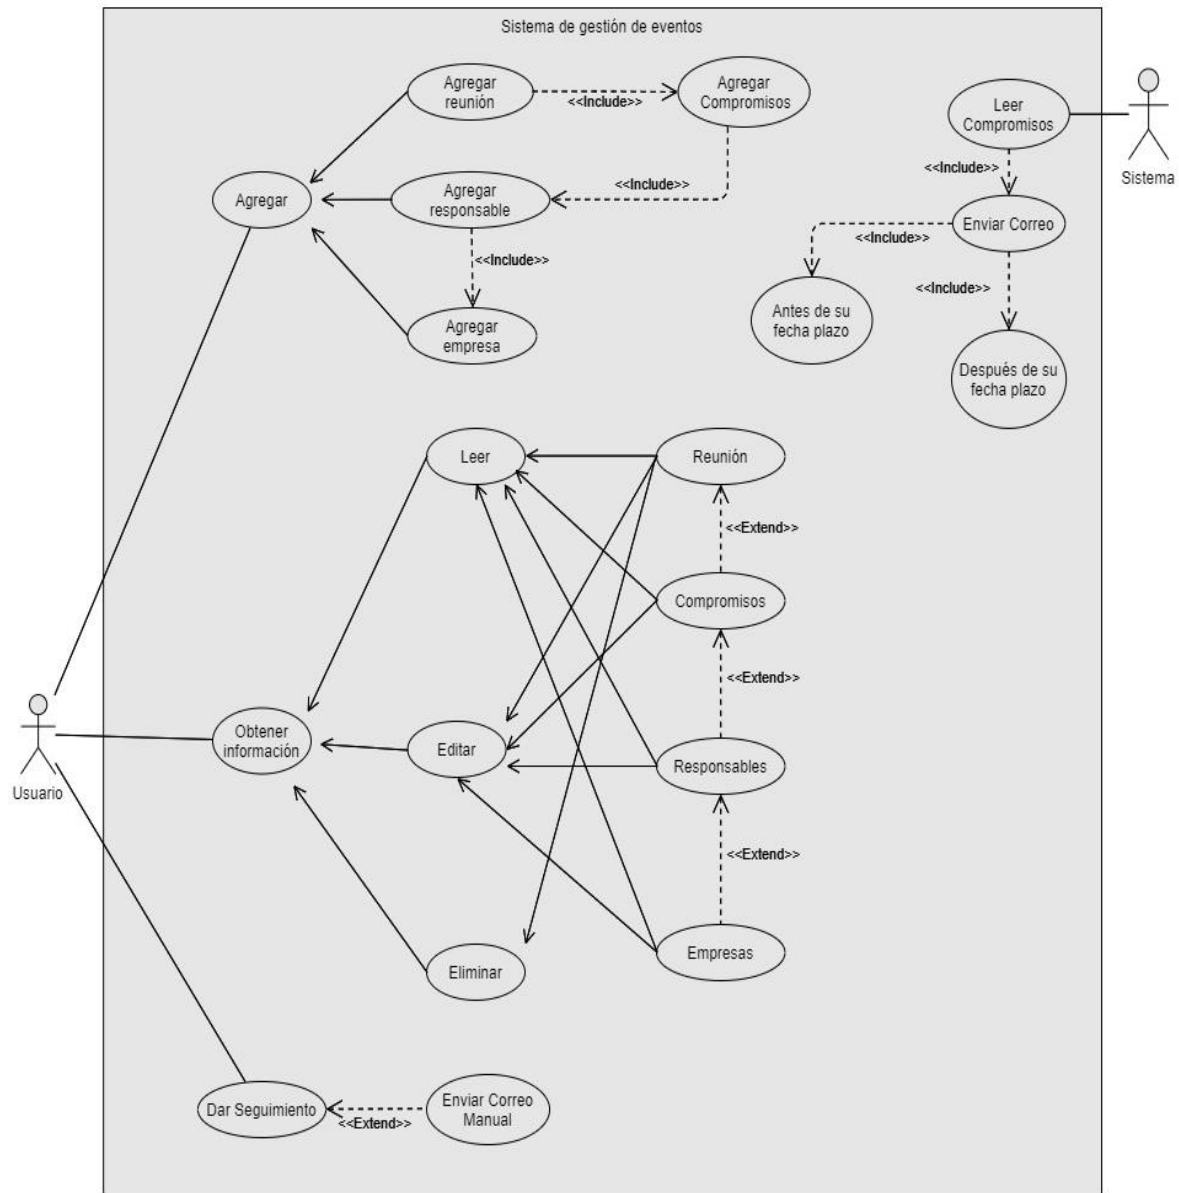 Sistema de gestión de eventos
Agregar
reunión
<<Include>>
Agregar
Compromisos
Leer
Compromisos
Sistema
<<Include>>
Agregar
Agregar
responsable
<<Include>>
Enviar Correo
<<Include>>
<<Include>>
<<Include>>
Agregar
empresa
Antes de su
fecha plazo
Después de su
fecha plazo
Leer
Reunión
<<Extend>>
Compromisos
<<Extend>>
Usuario
Obtener
información
Editar
Responsables
<<Extend>>
Eliminar
Empresas
Dar Seguimiento
<<Extend>>
Enviar Correo
Manual